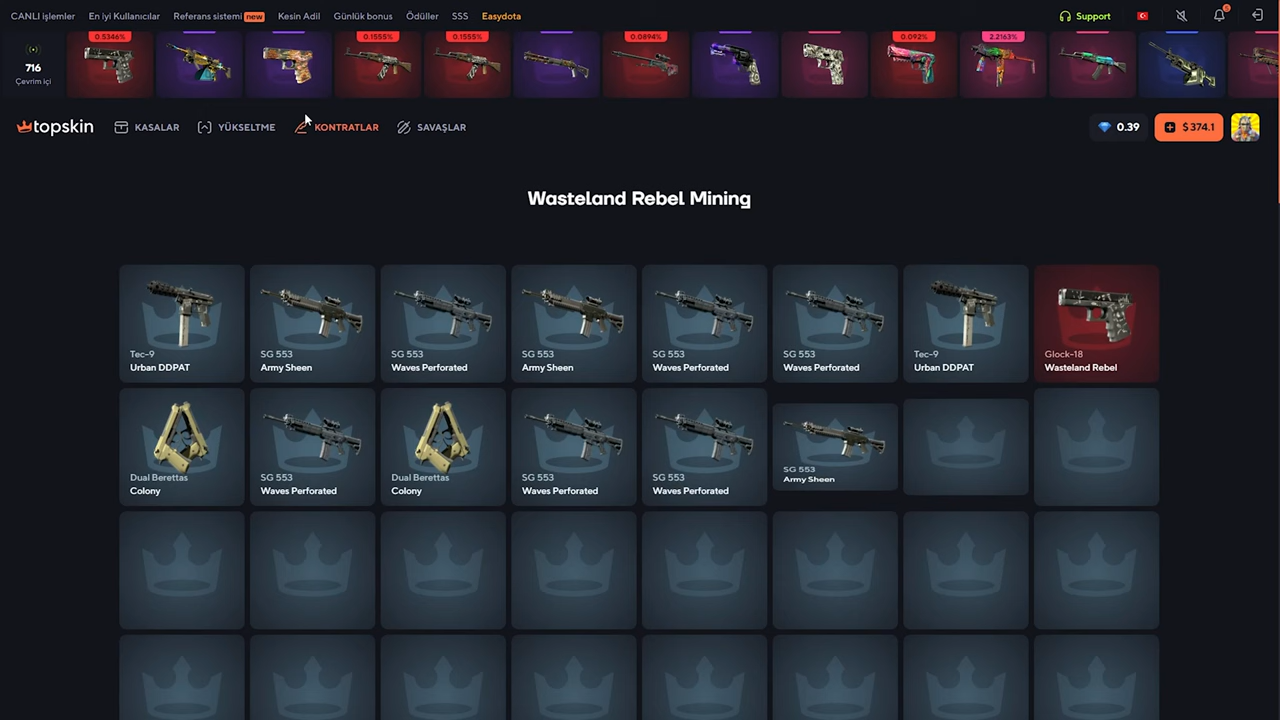 CANLI işlemler En iyi Kullanıcılar Referans sistemi new Kesin Adil Günlük bonus Ödüller SSS Easydota Support 6
716
Çevrim içi
0.5346% 0.1555% 0.1555% 0.0894% 0.092% 2.2163%
topskin KASALAR YÜKSELTME KONTRATLAR SAVAŞLAR 0.39 $ 374.1
Wasteland Rebel Mining
Tec-9 SG 553 SG 553 SG 553 SG 553 SG 553 Tec-9 Glock-18
Urban DDPAT Army Sheen Waves Perforated Army Sheen Waves Perforated Waves Perforated Urban DDPAT Wasteland Rebel
Dual Berettas SG 553 Dual Berettas SG 553 SG 553 SG 553
Colony Waves Perforated Colony Waves Perforated Waves Perforated Army Sheen